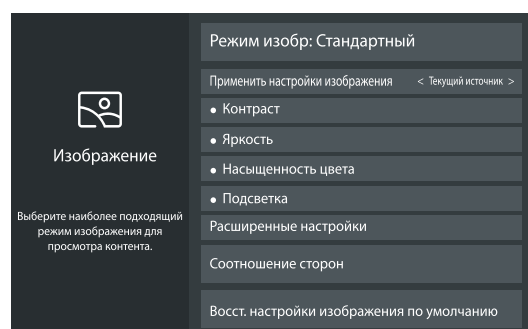 Изображение
Выберите наиболее подходящий
режим изображения для
просмотра контента.
Режим изобр: Стандартный
Применить настройки изображения < Текущий источник >
• Контраст
• Яркость
• Насыщенность цвета
• Подсветка
Расширенные настройки
Соотношение сторон
Восст. настройки изображения по умолчанию